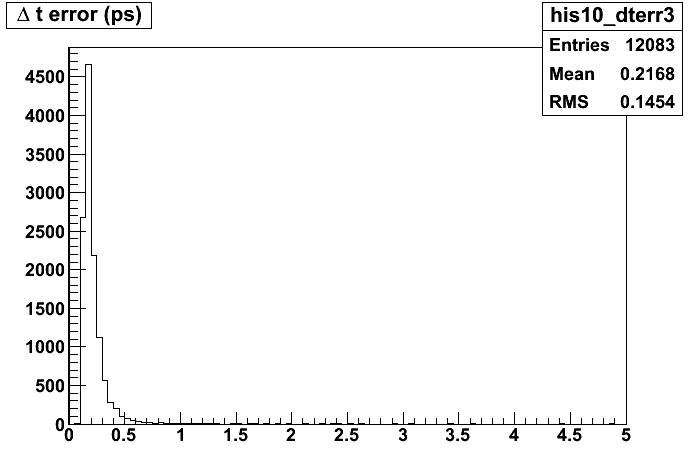 Δ t error (ps)
his10_dterr3
Entries 12083
Mean 0.2168
RMS 0.1454
4500
4000
3500
3000
2500
2000
1500
1000
500
0
0 0.5 1 1.5 2 2.5 3 3.5 4 4.5 5